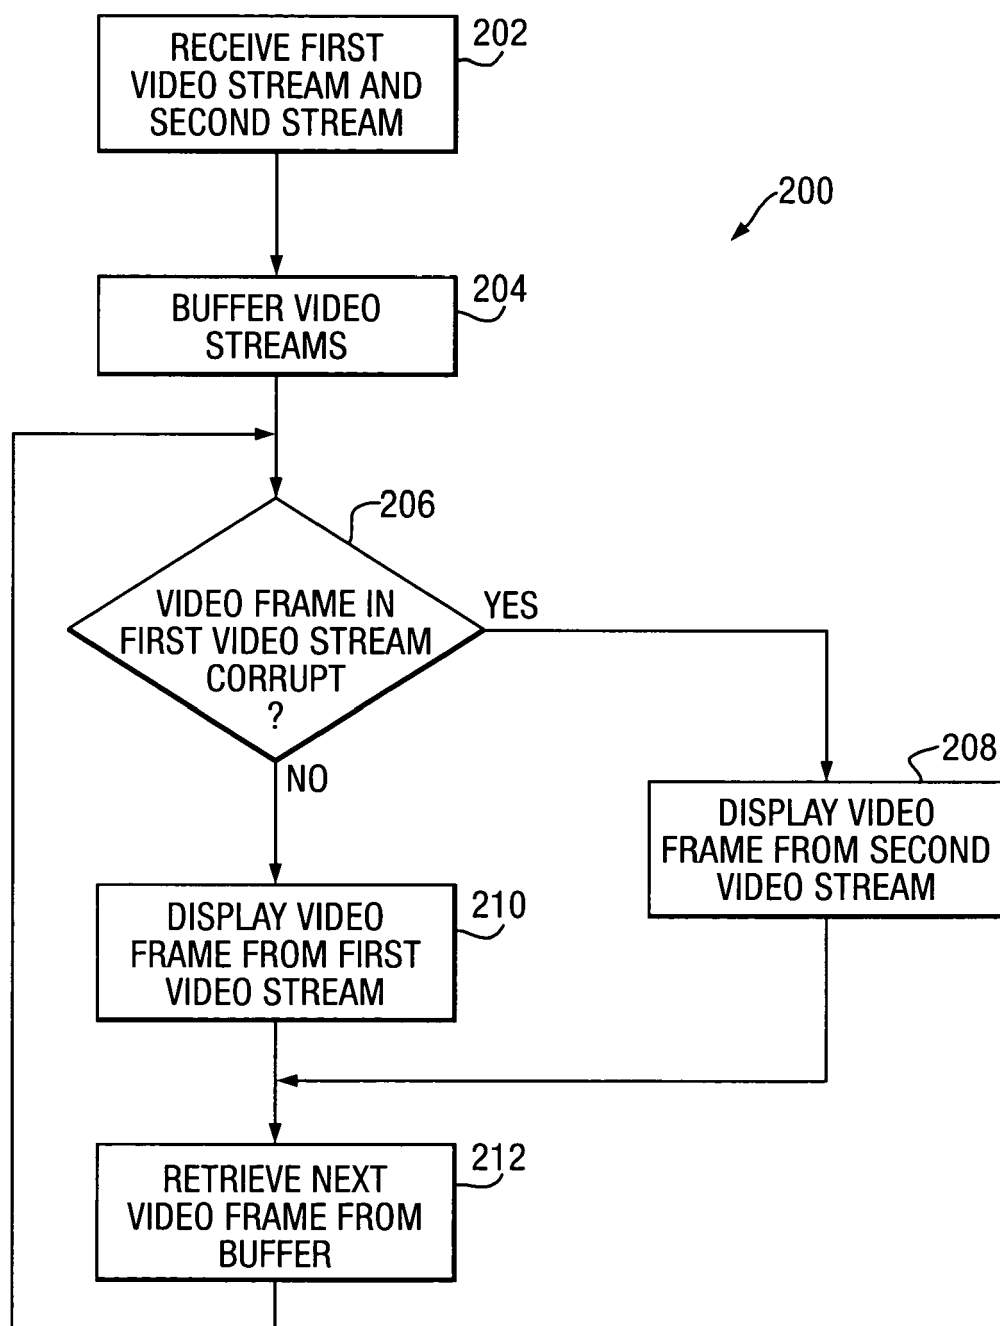 RECEIVE FIRST
VIDEO STREAM AND
SECOND STREAM
202
200
BUFFER VIDEO
STREAMS
204
206
VIDEO FRAME IN
FIRST VIDEO STREAM
CORRUPT
?
YES
NO
208
DISPLAY VIDEO
FRAME FROM SECOND
VIDEO STREAM
DISPLAY VIDEO
FRAME FROM FIRST
VIDEO STREAM
210
RETRIEVE NEXT
VIDEO FRAME FROM
BUFFER
212